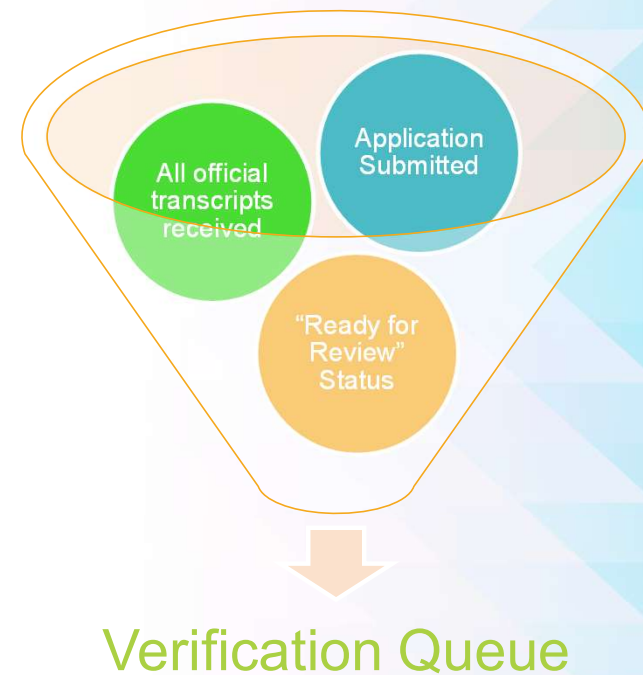 Application
Submitted
All official
transcripts
received
“Ready for
Review”
Status
Verification Queue